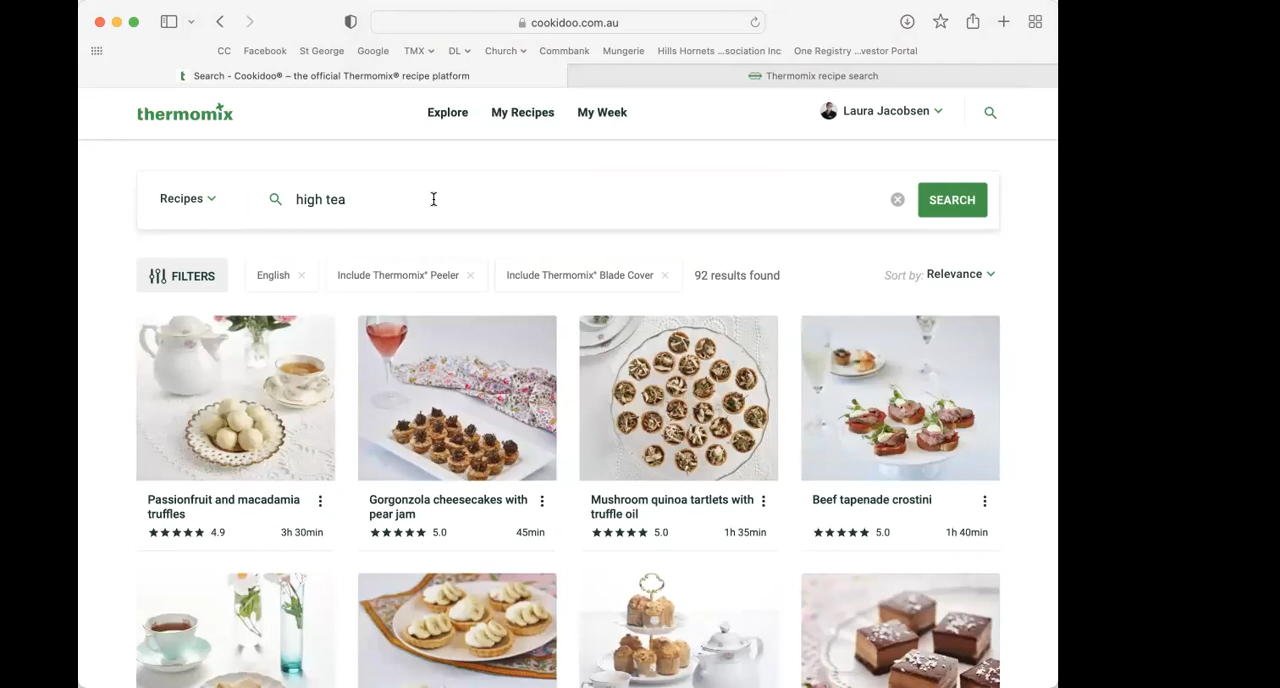 cookidoo.com.au
CC Facebook St George Google TMX DL Church Commbank Mungerie Hills Hornets ...sociation Inc One Registry ...vestor Portal
Search - Cookidoo® – the official Thermomix® recipe platform Thermomix recipe search
thermomix Explore My Recipes My Week Laura Jacobsen
Recipes high tea SEARCH
FILTERS English Include Thermomix® Peeler Include Thermomix® Blade Cover 92 results found Sort by: Relevance
Passionfruit and macadamia truffles
4.9 3h 30min
Gorgonzola cheesecakes with pear jam
5.0 45min
Mushroom quinoa tartlets with truffle oil
5.0 1h 35min
Beef tapenade crostini
5.0 1h 40min